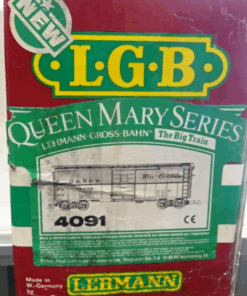 NEW
L·G·B
QUEEN MARY SERIES
LEHMANN-GROSS-BAHN® The Big Train
Rio Grande
4091
CE
Made in
W.-Germany
LEHMANN